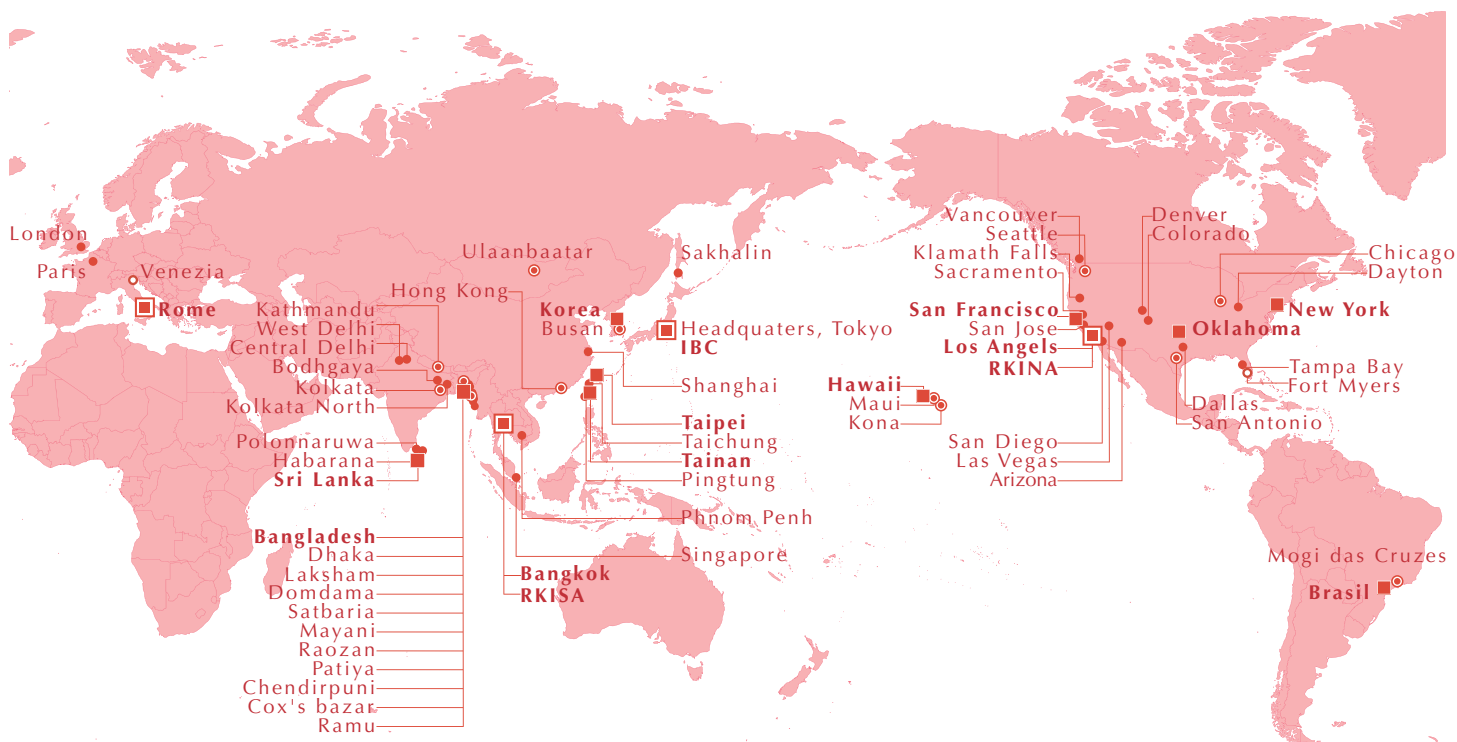 London
Paris
Venezia
Rome
Kathmandu
West Delhi
Central Delhi
Bodhgaya
Kolkata
Kolkata North
Polonnaruwa
Habarana
Sri Lanka
Bangladesh
Dhaka
Laksham
Domdama
Satbaria
Mayani
Raozan
Patiya
Chendirpuni
Cox's bazar
Ramu
Ulaanbaatar
Hong Kong
Korea
Busan
Sakhalin
Headquaters, Tokyo
IBC
Shanghai
Taipei
Taichung
Tainan
Pingtung
Phnom Penh
Singapore
Bangkok
RKISA
Hawaii
Maui
Kona
Vancouver
Seattle
Klamath Falls
Sacramento
San Francisco
San Jose
Los Angels
RKINA
San Diego
Las Vegas
Arizona
Denver
Colorado
Chicago
Dayton
New York
Oklahoma
Tampa Bay
Fort Myers
Dallas
San Antonio
Mogi das Cruzes
Brasil